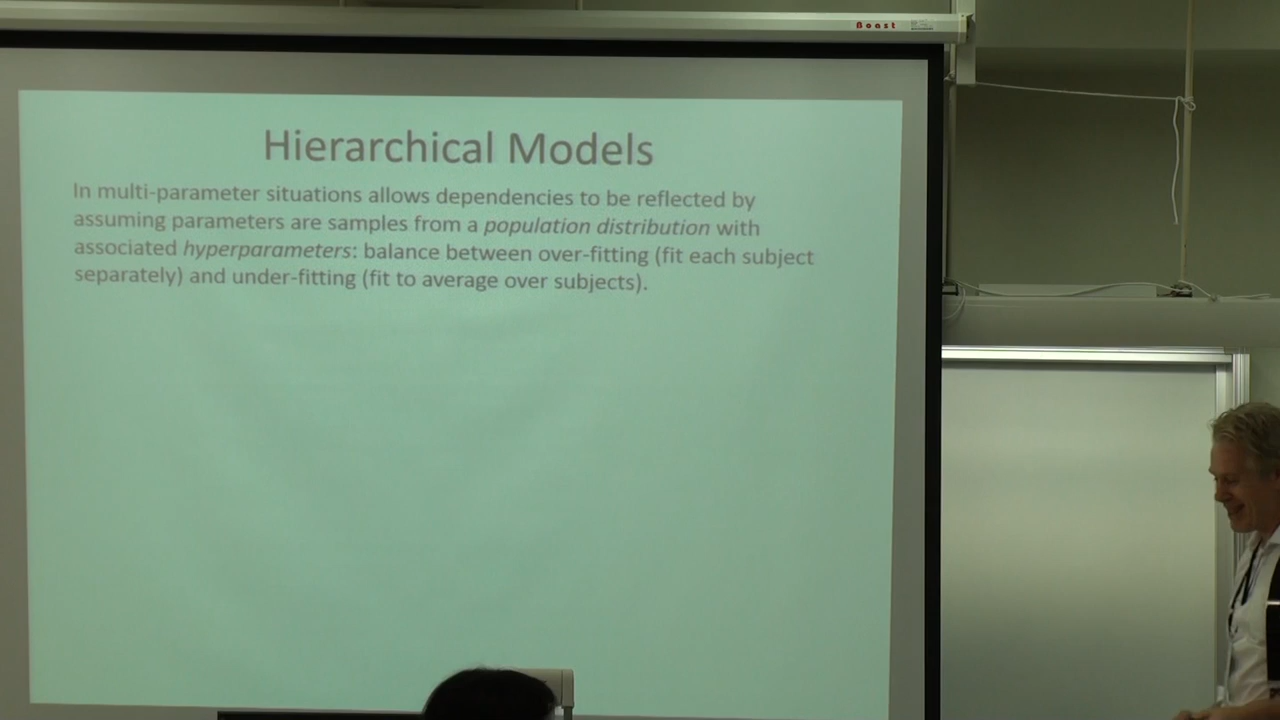 Boast
Hierarchical Models
In multi-parameter situations allows dependencies to be reflected by
assuming parameters are samples from a population distribution with
associated hyperparameters: balance between over-fitting (fit each subject
separately) and under-fitting (fit to average over subjects).